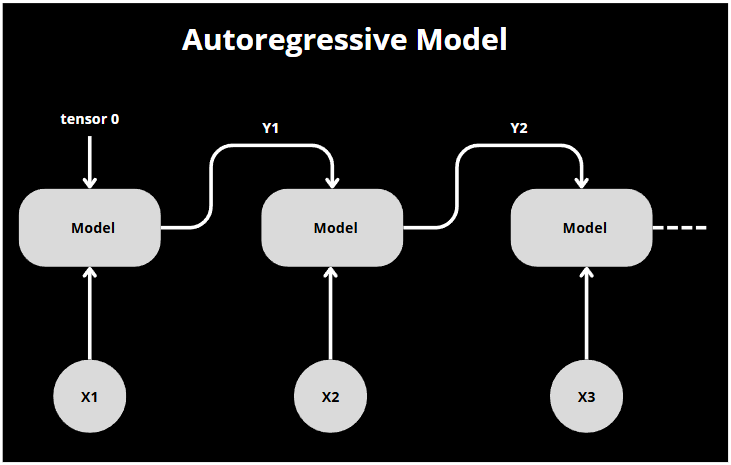 Autoregressive Model
tensor 0
Y1
Y2
Model
Model
Model
X1
X2
X3